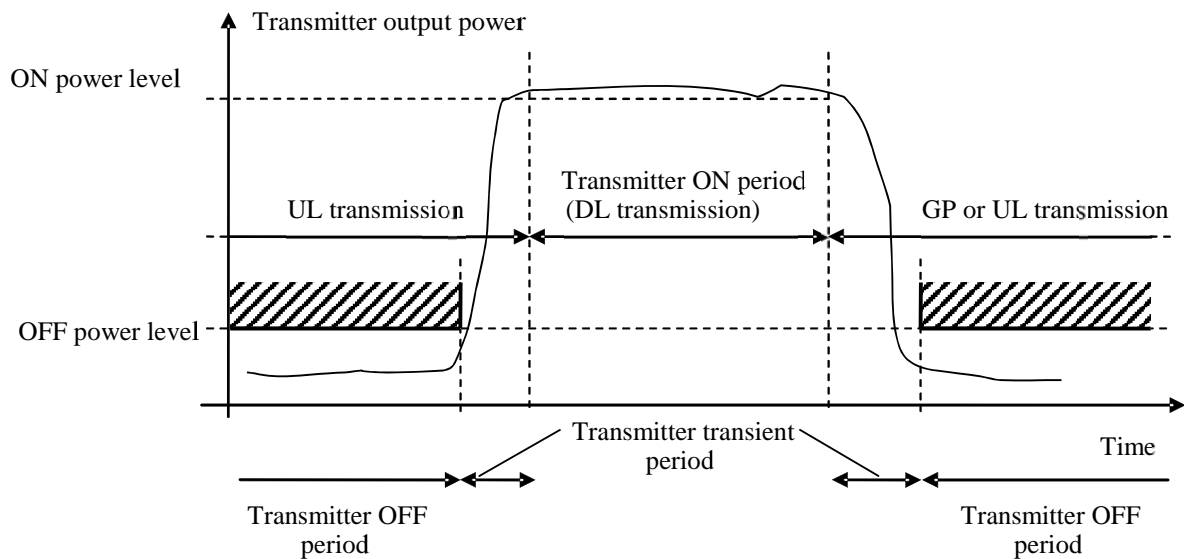 Transmitter output power
ON power level
Transmitter ON period
(DL transmission)
UL transmission
GP or UL transmission
OFF power level
Transmitter transient
period
Time
Transmitter OFF
period
Transmitter OFF
period